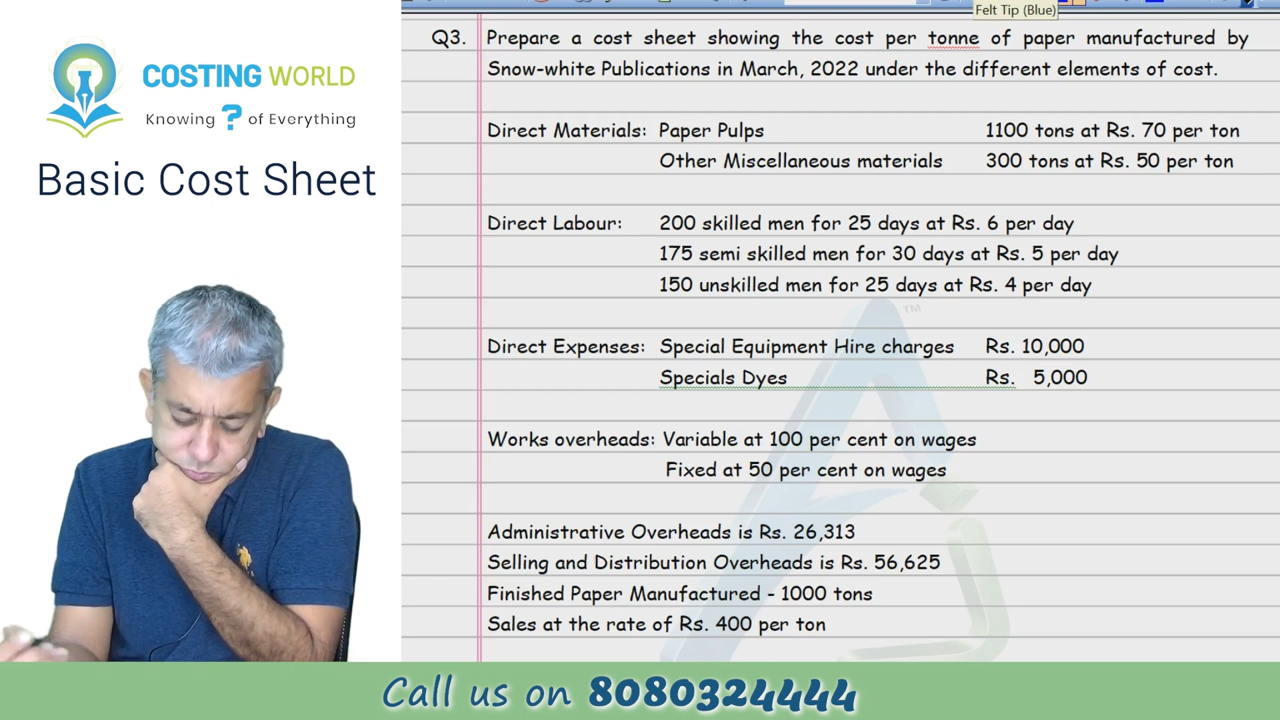 Felt Tip (Blue)
COSTING WORLD
Knowing ? of Everything
Basic Cost Sheet
Q3. Prepare a cost sheet showing the cost per tonne of paper manufactured by
Snow-white Publications in March, 2022 under the different elements of cost.
Direct Materials: Paper Pulps 1100 tons at Rs. 70 per ton
Other Miscellaneous materials 300 tons at Rs. 50 per ton
Direct Labour: 200 skilled men for 25 days at Rs. 6 per day
175 semi skilled men for 30 days at Rs. 5 per day
150 unskilled men for 25 days at Rs. 4 per day
Direct Expenses: Special Equipment Hire charges Rs. 10,000
Specials Dyes Rs. 5,000
Works overheads: Variable at 100 per cent on wages
Fixed at 50 per cent on wages
Administrative Overheads is Rs. 26,313
Selling and Distribution Overheads is Rs. 56,625
Finished Paper Manufactured - 1000 tons
Sales at the rate of Rs. 400 per ton
TM
Call us on 8080324444